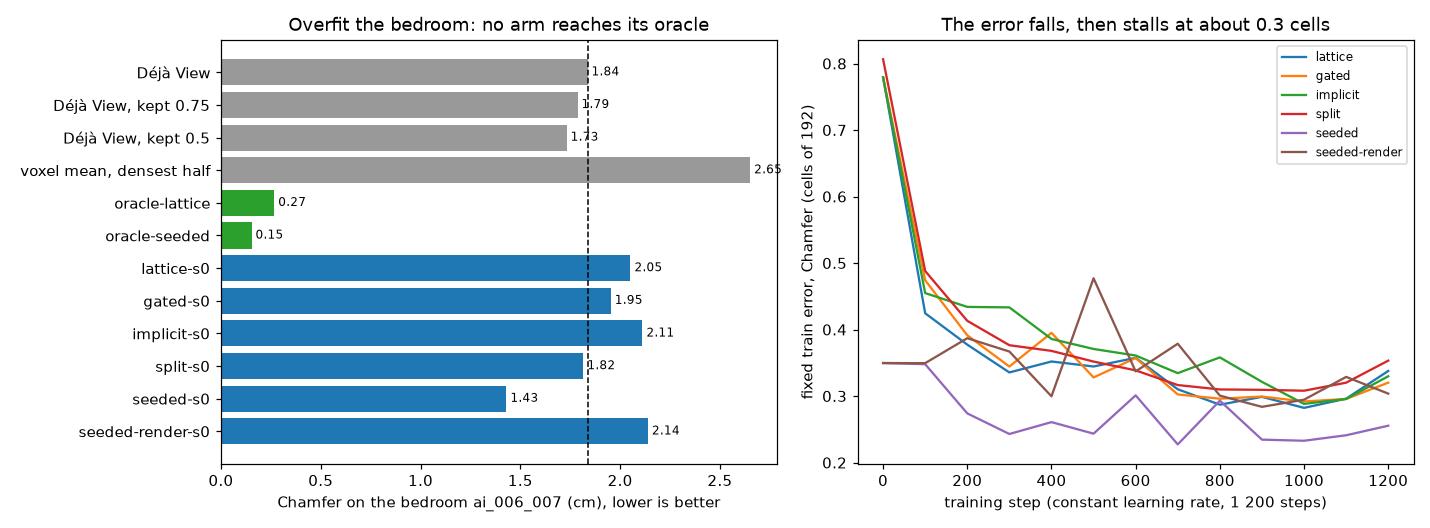 Overfit the bedroom: no arm reaches its oracle
Déjà View
1.84
Déjà View, kept 0.75
1.79
Déjà View, kept 0.5
1.73
voxel mean, densest half
2.65
oracle-lattice
0.27
oracle-seeded
0.15
lattice-s0
2.05
gated-s0
1.95
implicit-s0
2.11
split-s0
1.82
seeded-s0
1.43
seeded-render-s0
2.14
0.0 0.5 1.0 1.5 2.0 2.5
Chamfer on the bedroom ai_006_007 (cm), lower is better
The error falls, then stalls at about 0.3 cells
fixed train error, Chamfer (cells of 192)
0.8
0.7
0.6
0.5
0.4
0.3
0.2
lattice
gated
implicit
split
seeded
seeded-render
0 200 400 600 800 1000 1200
training step (constant learning rate, 1 200 steps)